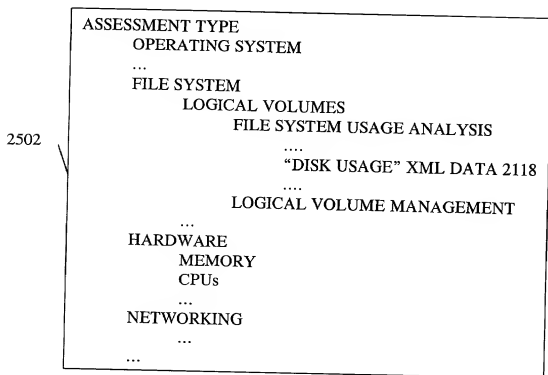 ASSESSMENT TYPE
OPERATING SYSTEM
...
FILE SYSTEM
LOGICAL VOLUMES
FILE SYSTEM USAGE ANALYSIS
....
2502
"DISK USAGE" XML DATA 2118
....
LOGICAL VOLUME MANAGEMENT
...
HARDWARE
MEMORY
CPUs
...
NETWORKING
...
...